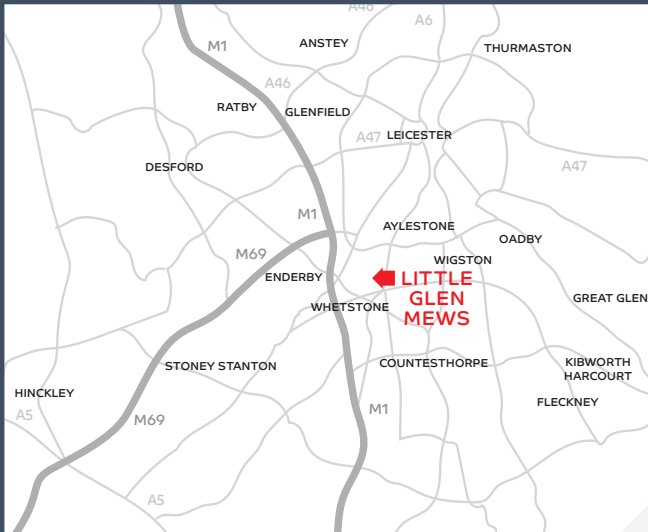 A46
A6
M1
ANSTEY
THURMASTON
A46
RATBY
GLENFIELD
A47
LEICESTER
DESFORD
A47
M1
AYLESTONE
OADBY
M69
WIGSTON
ENDERBY
LITTLE
GLEN
MEWS
GREAT GLEN
WHETSTONE
STONEY STANTON
COUNTESTHORPE
KIBWORTH
HARCOURT
HINCKLEY
FLECKNEY
A5
M69
M1
A5